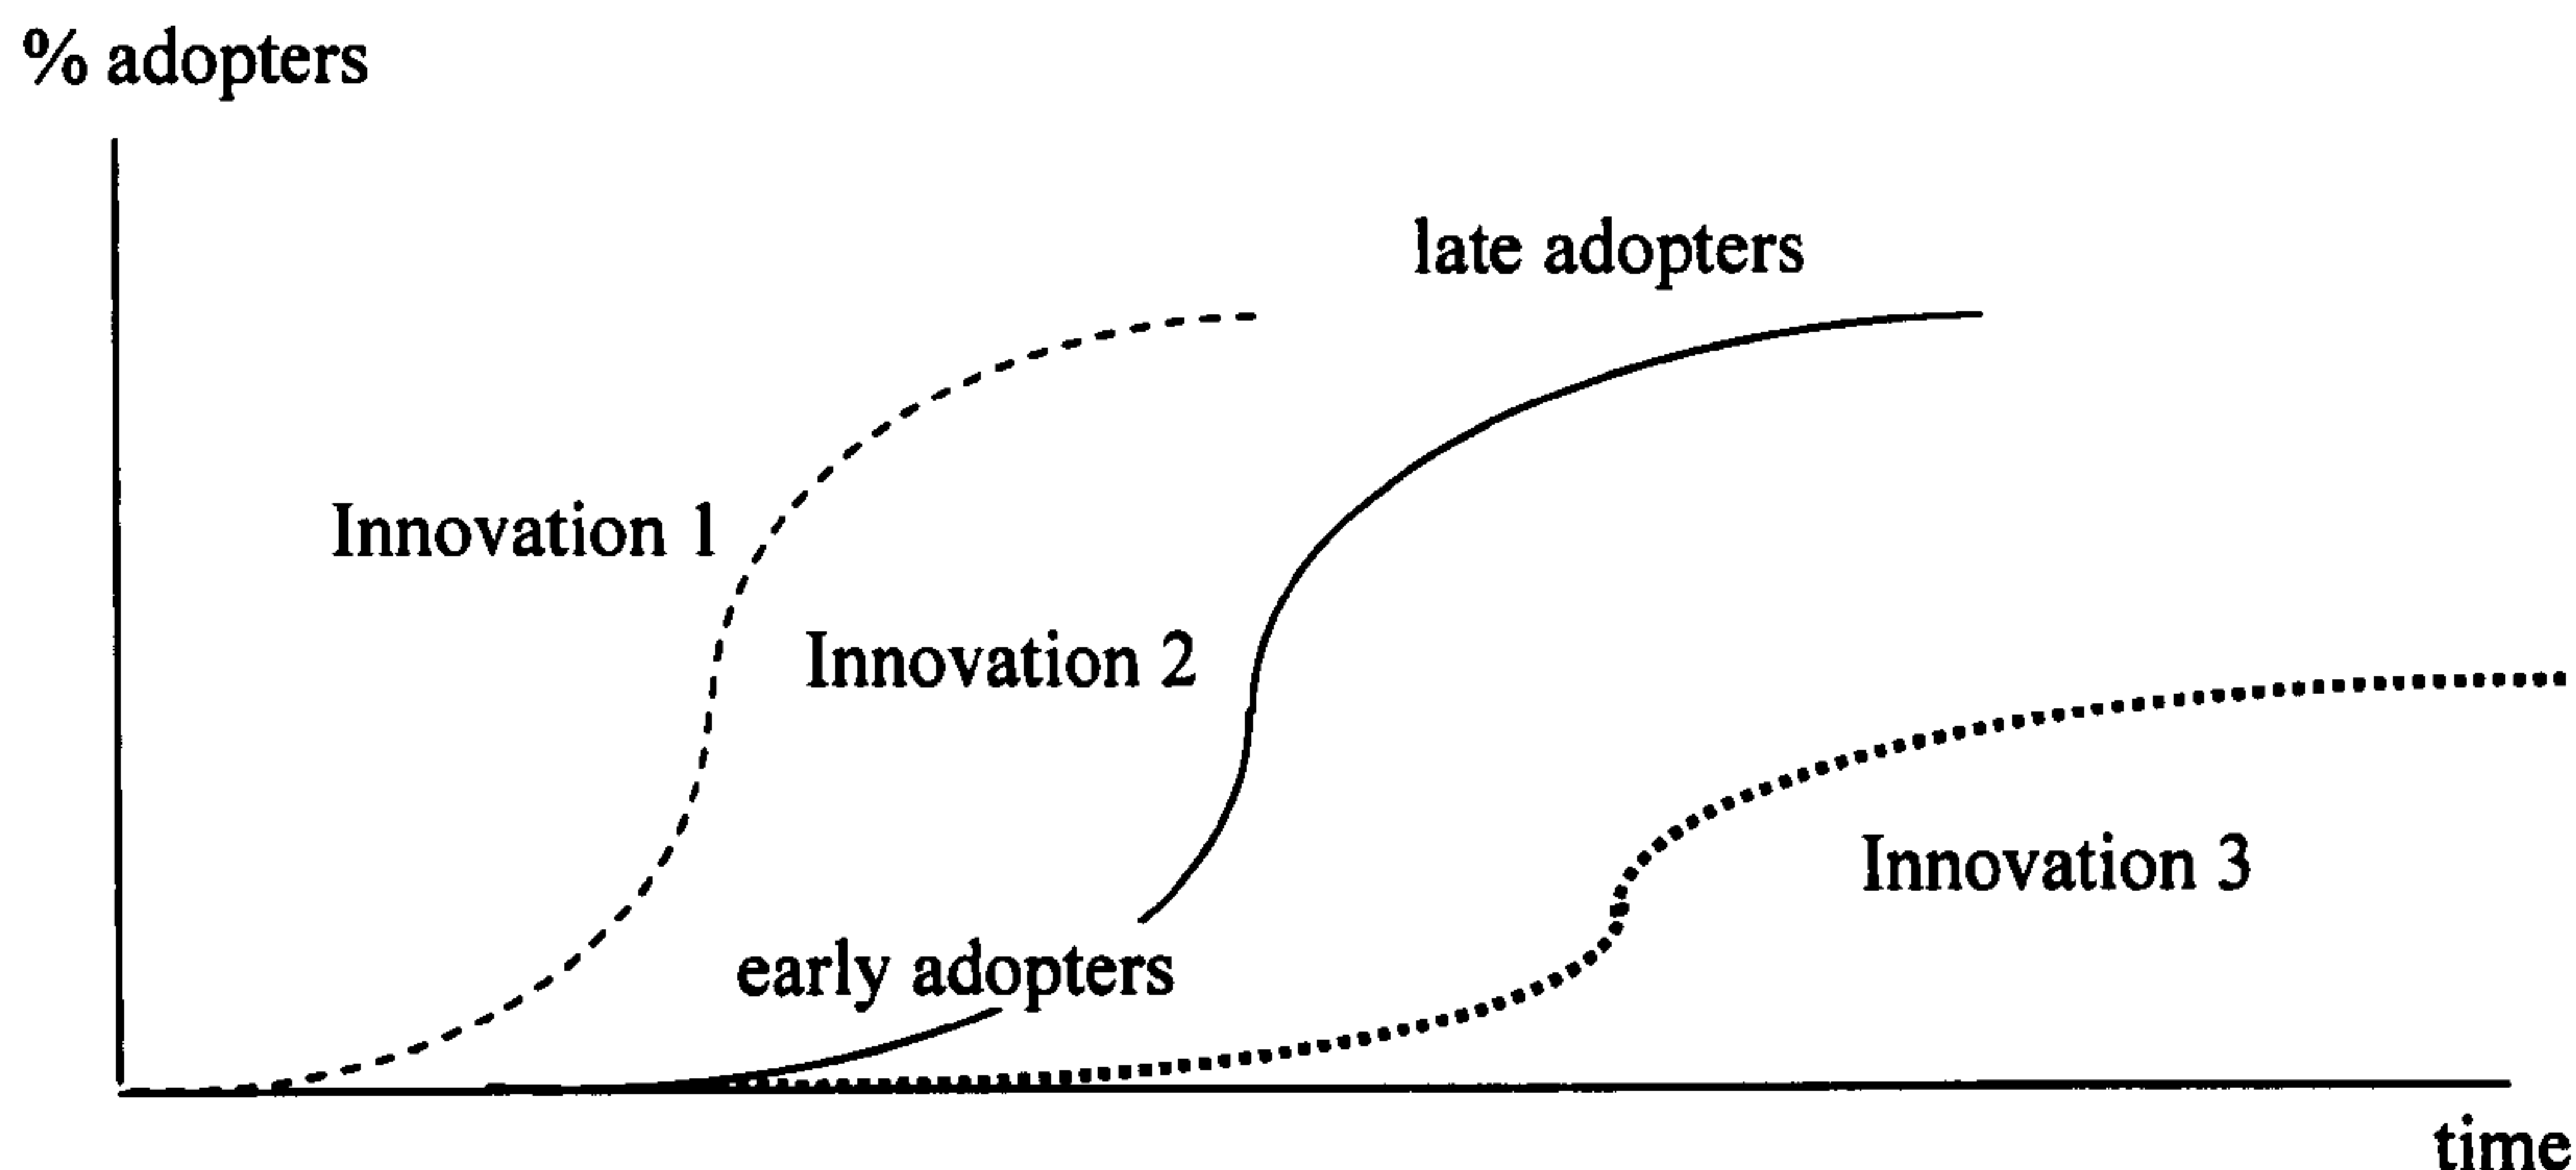 % adopters
late adopters
Innovation 1
Innovation 2
Innovation 3
early adopters
time